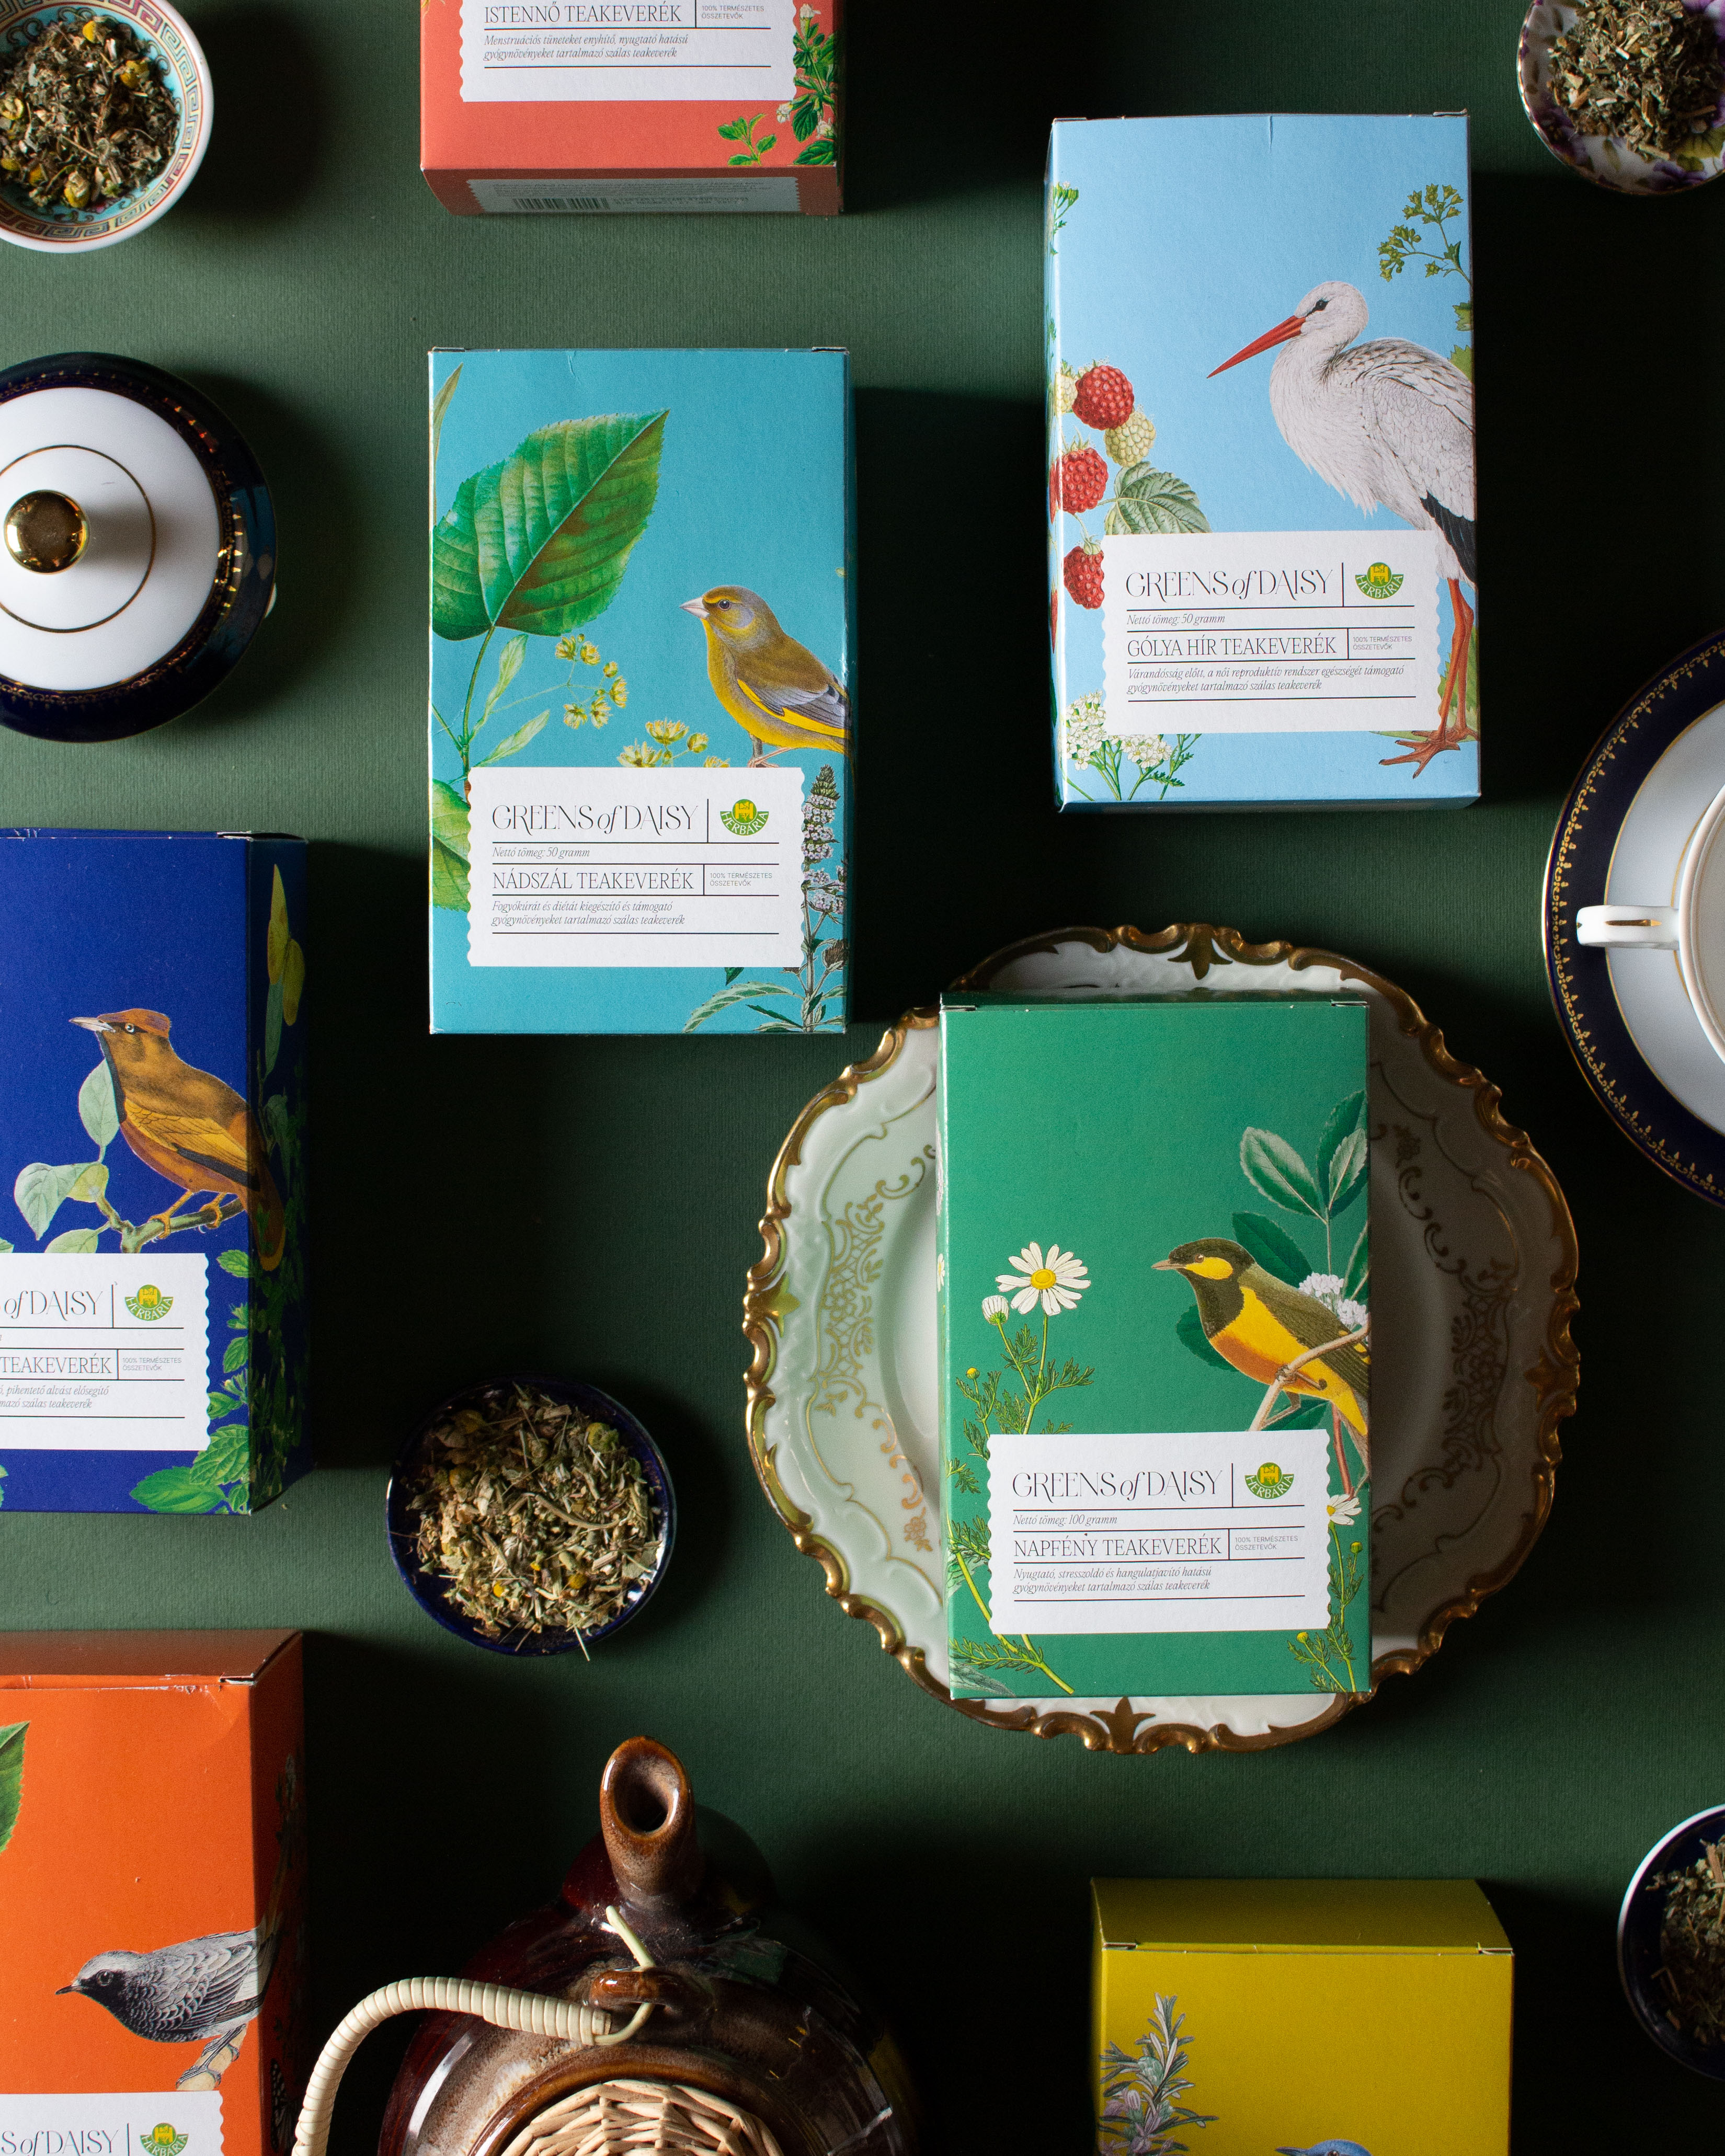 ISTENNŐ TEAKEVERÉK
100% TERMÉSZETES
ÖSSZETEVŐK
Menstruációs tüneteket enyhítő, nyugtató hatású
gyógynövényeket tartalmazó szálas teakeverék
GREENS of DAISY
HERBÁRIA
Nettó tömeg: 50 gramm
GÓLYA HÍR TEAKEVERÉK
100% TERMÉSZETES
ÖSSZETEVŐK
Várandósság előtt, a női reproduktív rendszer egészségét támogató
gyógynövényeket tartalmazó szálas teakeverék
GREENS of DAISY
HERBÁRIA
Nettó tömeg: 50 gramm
NÁDSZÁL TEAKEVERÉK
100% TERMÉSZETES
ÖSSZETEVŐK
Fogyókúrát és diétát kiegészítő és támogató
gyógynövényeket tartalmazó szálas teakeverék
of DAISY
HERBÁRIA
TEAKEVERÉK
100% TERMÉSZETES
ÖSSZETEVŐK
, pihentető alvást elősegítő
mazó szálas teakeverék
GREENS of DAISY
HERBÁRIA
Nettó tömeg: 100 gramm
NAPFÉNY TEAKEVERÉK
100% TERMÉSZETES
ÖSSZETEVŐK
Nyugtató, stresszoldó és hangulatjavító hatású
gyógynövényeket tartalmazó szálas teakeverék
S of DAISY
HERBÁRIA